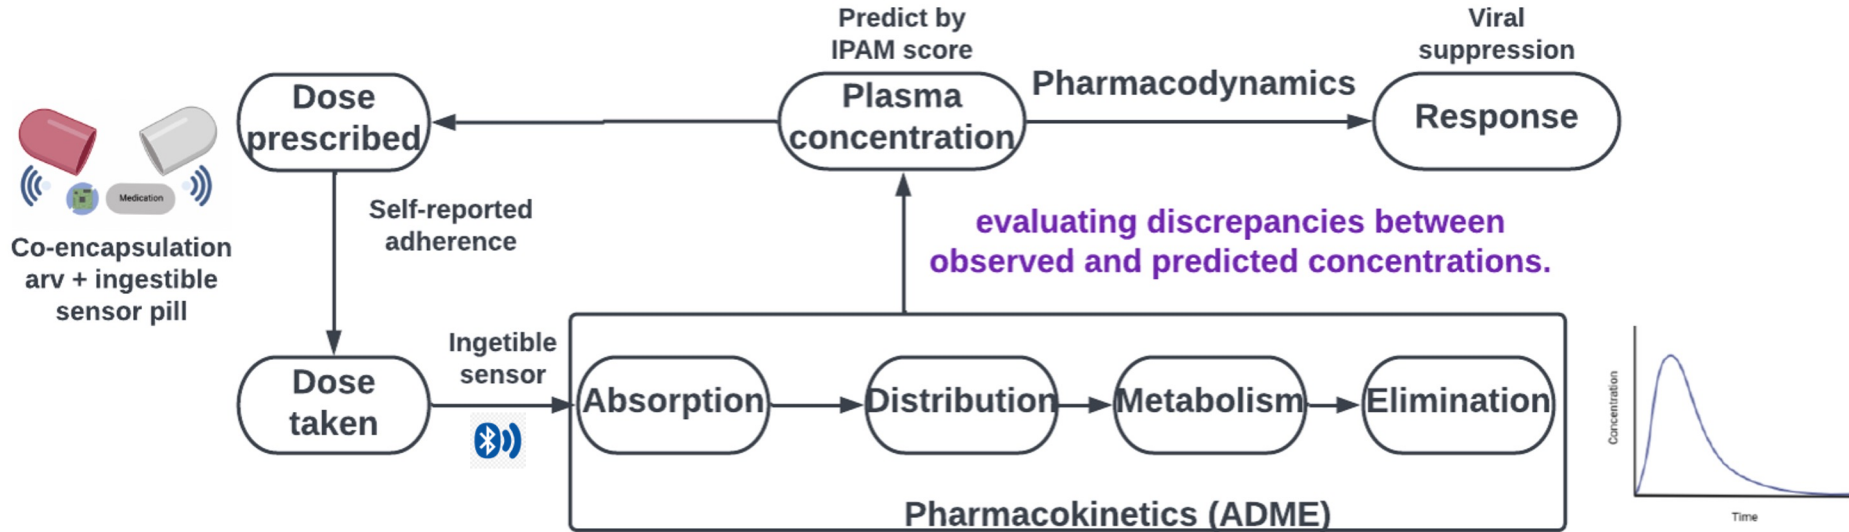 Predict by
IPAM score
Viral
suppression
Dose
prescribed
Plasma
concentration
Pharmacodynamics
Response
Medication
Co-encapsulation
arv + ingestible
sensor pill
Self-reported
adherence
evaluating discrepancies between
observed and predicted concentrations.
Dose
taken
Ingetible
sensor
Absorption
Distribution
Metabolism
Elimination
Pharmacokinetics (ADME)
Concentration
Time